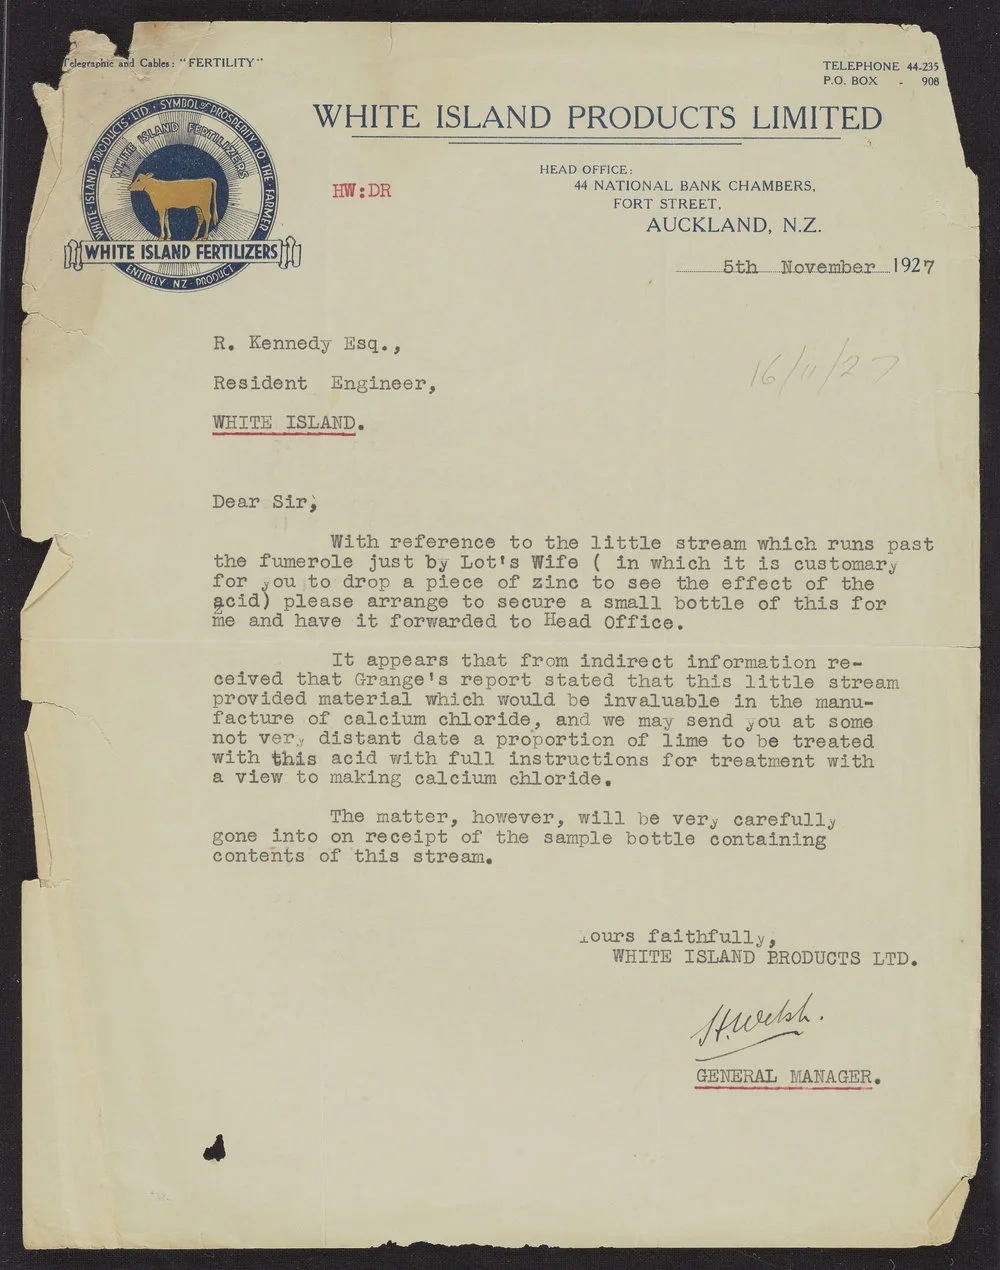 Telegraphic and Cables: "FERTILITY"
TELEPHONE 44-235
P.O. BOX - 908
WHITE ISLAND PRODUCTS LIMITED
WHITE·ISLAND·PRODUCTS·LTD·SYMBOL of PROSPERITY·TO·THE·FARMER
WHITE ISLAND FERTILIZERS
WHITE ISLAND FERTILIZERS
ENTIRELY·NZ·PRODUCT
HEAD OFFICE:
44 NATIONAL BANK CHAMBERS,
FORT STREET,
AUCKLAND, N.Z.
HW:DR
5th November 1927
R. Kennedy Esq.,
16/11/27
Resident Engineer,
WHITE ISLAND.
Dear Sir,
With reference to the little stream which runs past
the fumerole just by Lot's Wife ( in which it is customary
for you to drop a piece of zinc to see the effect of the
acid) please arrange to secure a small bottle of this for
me and have it forwarded to Head Office.
It appears that from indirect information re-
ceived that Grange's report stated that this little stream
provided material which would be invaluable in the manu-
facture of calcium chloride, and we may send you at some
not very distant date a proportion of lime to be treated
with this acid with full instructions for treatment with
a view to making calcium chloride.
The matter, however, will be very carefully
gone into on receipt of the sample bottle containing
contents of this stream.
Yours faithfully,
WHITE ISLAND PRODUCTS LTD.
H. Welsh.
GENERAL MANAGER.